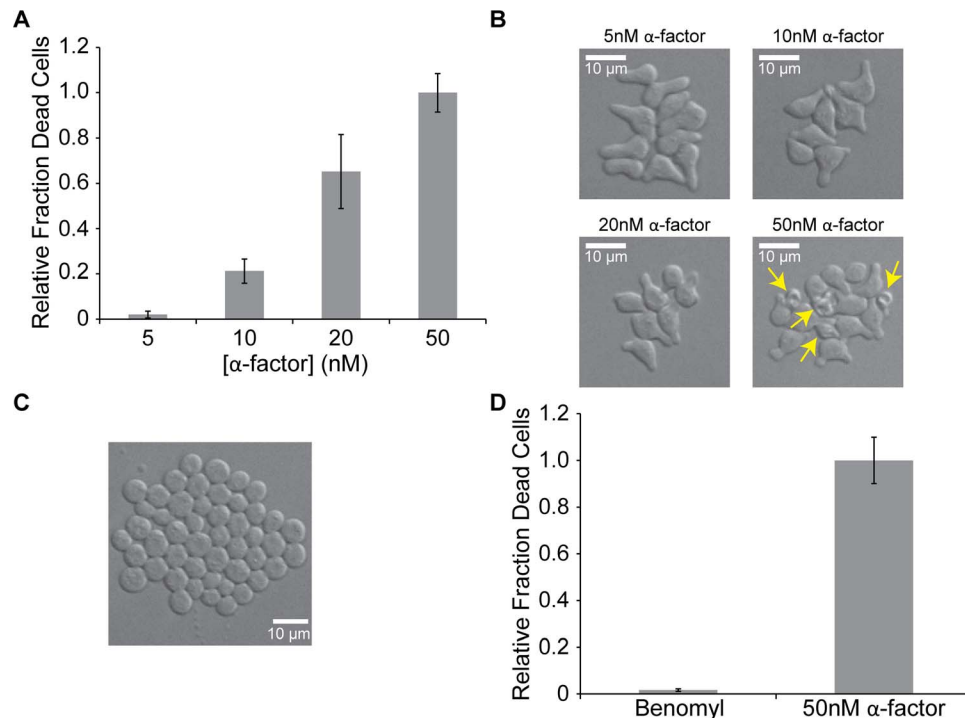 A
Relative Fraction Dead Cells
1.2
1.0
0.8
0.6
0.4
0.2
0
5
10
20
50
[α-factor] (nM)
B
5nM α-factor
10 µm
10nM α-factor
10 µm
20nM α-factor
10 µm
50nM α-factor
10 µm
C
10 µm
D
Relative Fraction Dead Cells
1.2
1.0
0.8
0.6
0.4
0.2
0
Benomyl
50nM α-factor